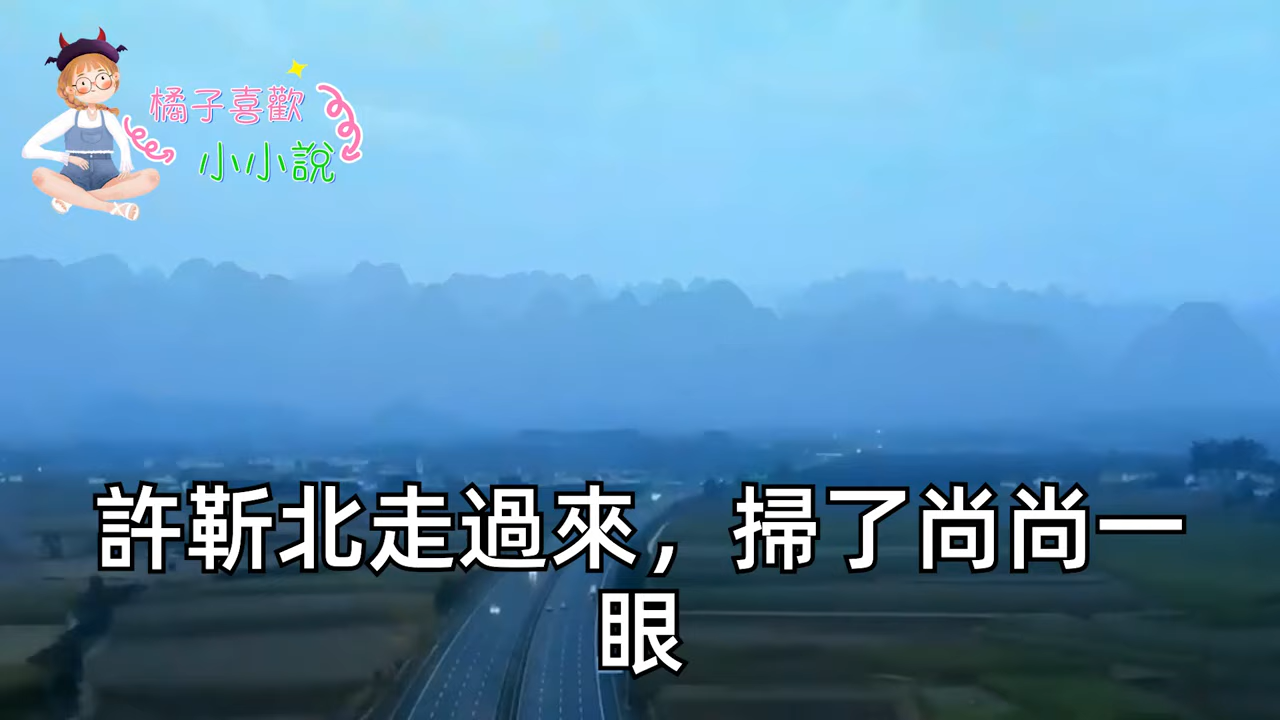 橘子喜歡
小小說
許靳北走過來，掃了尚尚一
眼